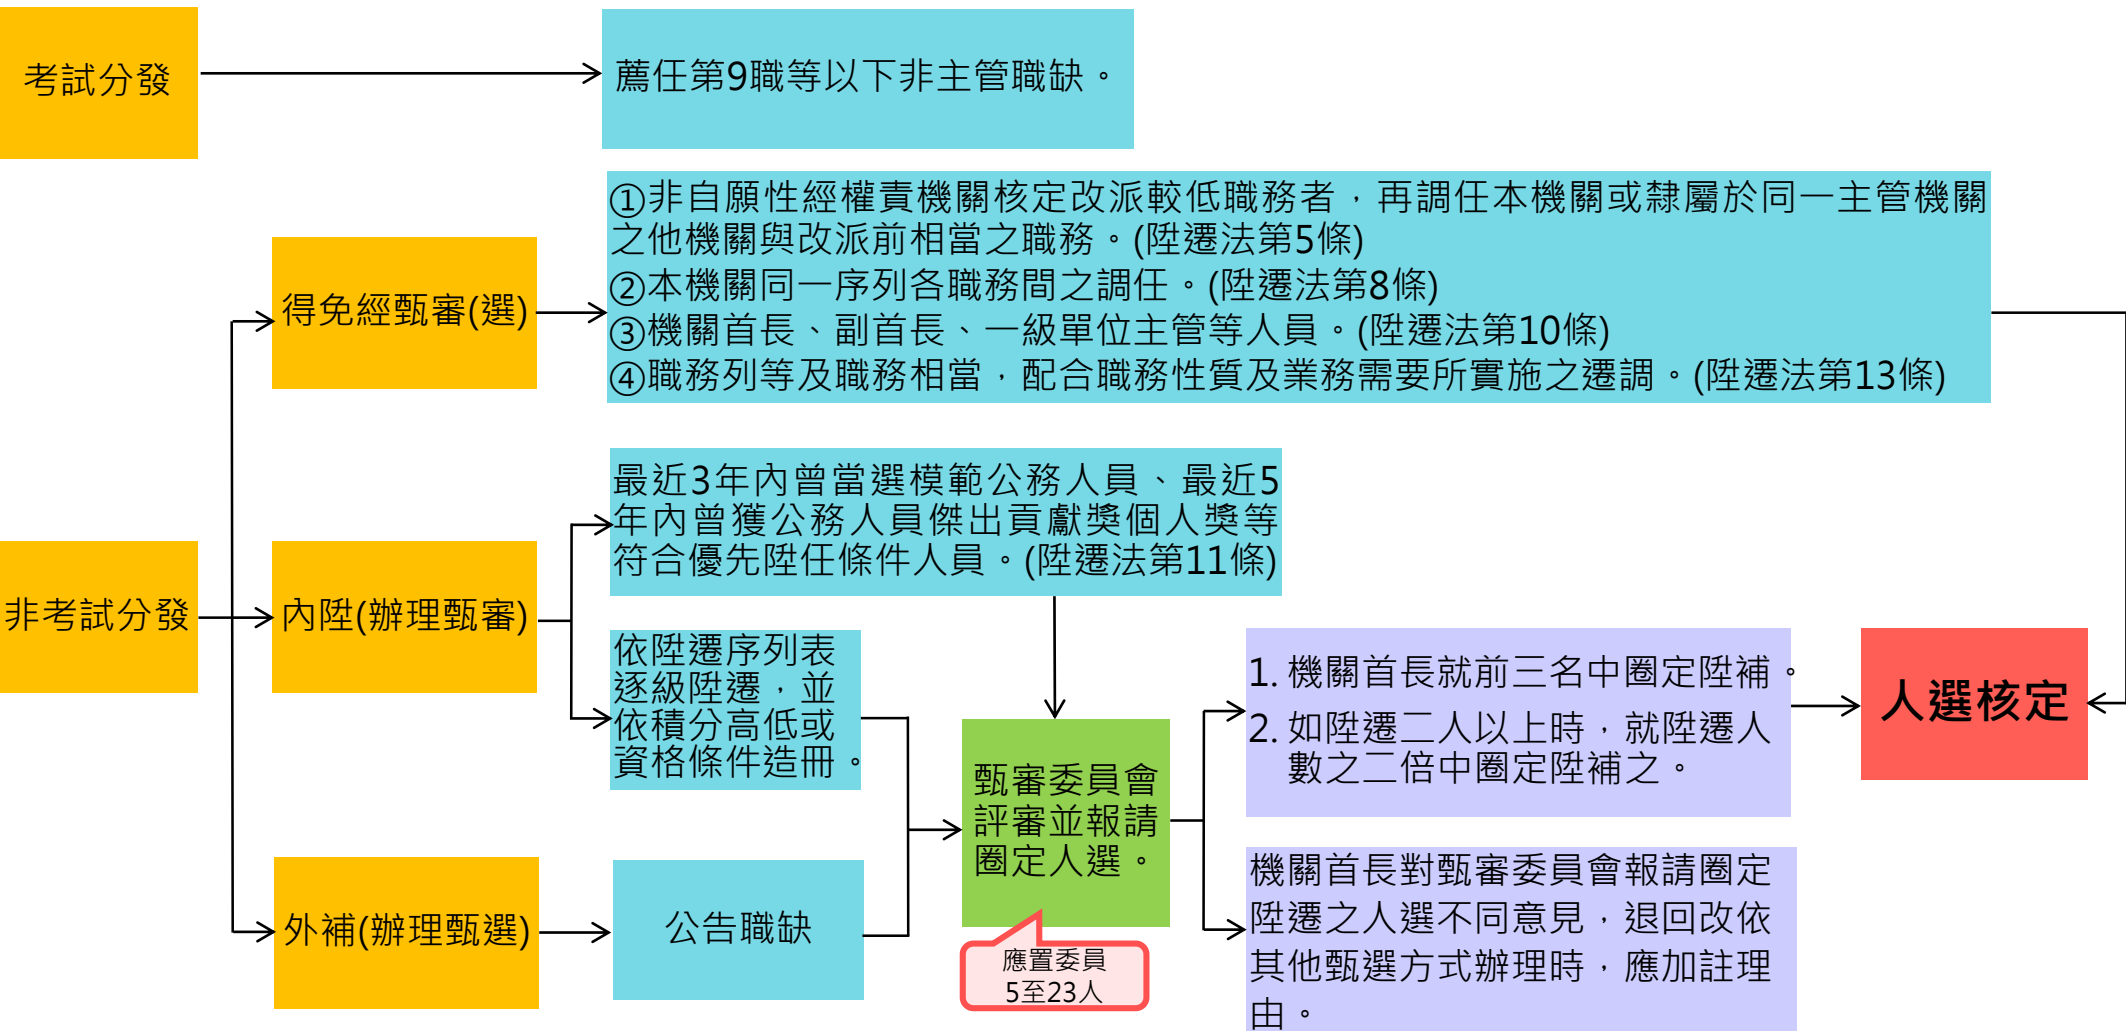 考試分發
薦任第9職等以下非主管職缺。
①非自願性經權責機關核定改派較低職務者，再調任本機關或隸屬於同一主管機關
之他機關與改派前相當之職務。(陞遷法第5條)
②本機關同一序列各職務間之調任。(陞遷法第8條)
③機關首長、副首長、一級單位主管等人員。(陞遷法第10條)
④職務列等及職務相當，配合職務性質及業務需要所實施之遷調。(陞遷法第13條)
得免經甄審(選)
最近3年內曾當選模範公務人員、最近5
年內曾獲公務人員傑出貢獻獎個人獎等
符合優先陞任條件人員。(陞遷法第11條)
非考試分發
內陞(辦理甄審)
依陞遷序列表
逐級陞遷，並
依積分高低或
資格條件造冊。
1. 機關首長就前三名中圈定陞補。
2. 如陞遷二人以上時，就陞遷人
數之二倍中圈定陞補之。
人選核定
甄審委員會
評審並報請
圈定人選。
外補(辦理甄選)
公告職缺
應置委員
5至23人
機關首長對甄審委員會報請圈定
陞遷之人選不同意見，退回改依
其他甄選方式辦理時，應加註理
由。